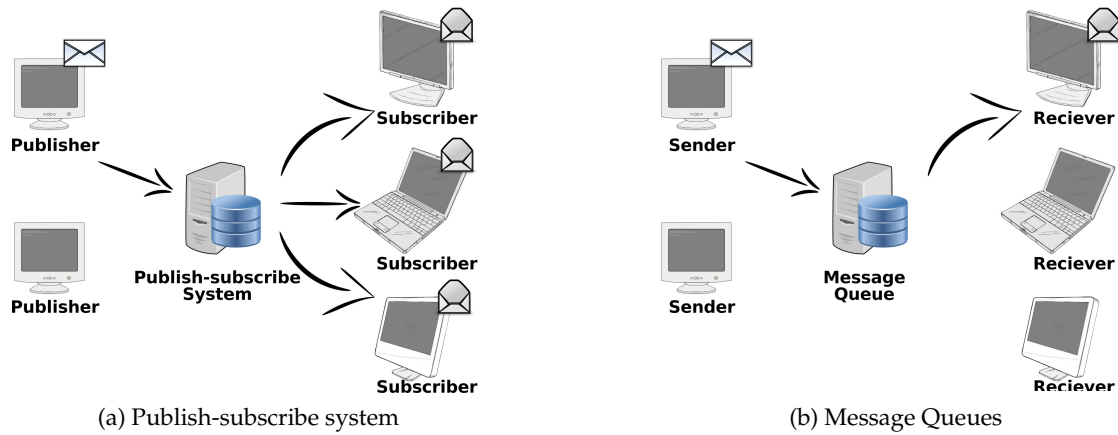 Publisher
Publisher
Publish-subscribe
System
Subscriber
Subscriber
Subscriber
(a) Publish-subscribe system
Sender
Sender
Message
Queue
Reciever
Reciever
Reciever
(b) Message Queues